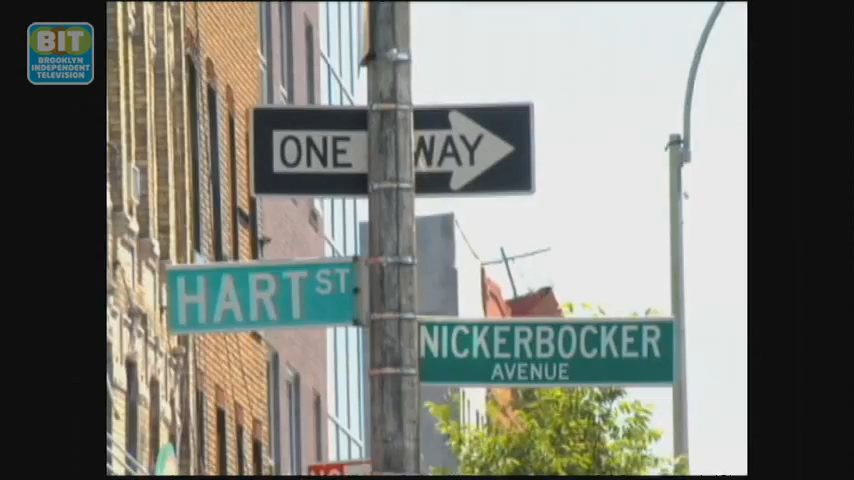 BIT
BROOKLYN
INDEPENDENT
TELEVISION
ONE WAY
HART ST
NICKERBOCKER
AVENUE